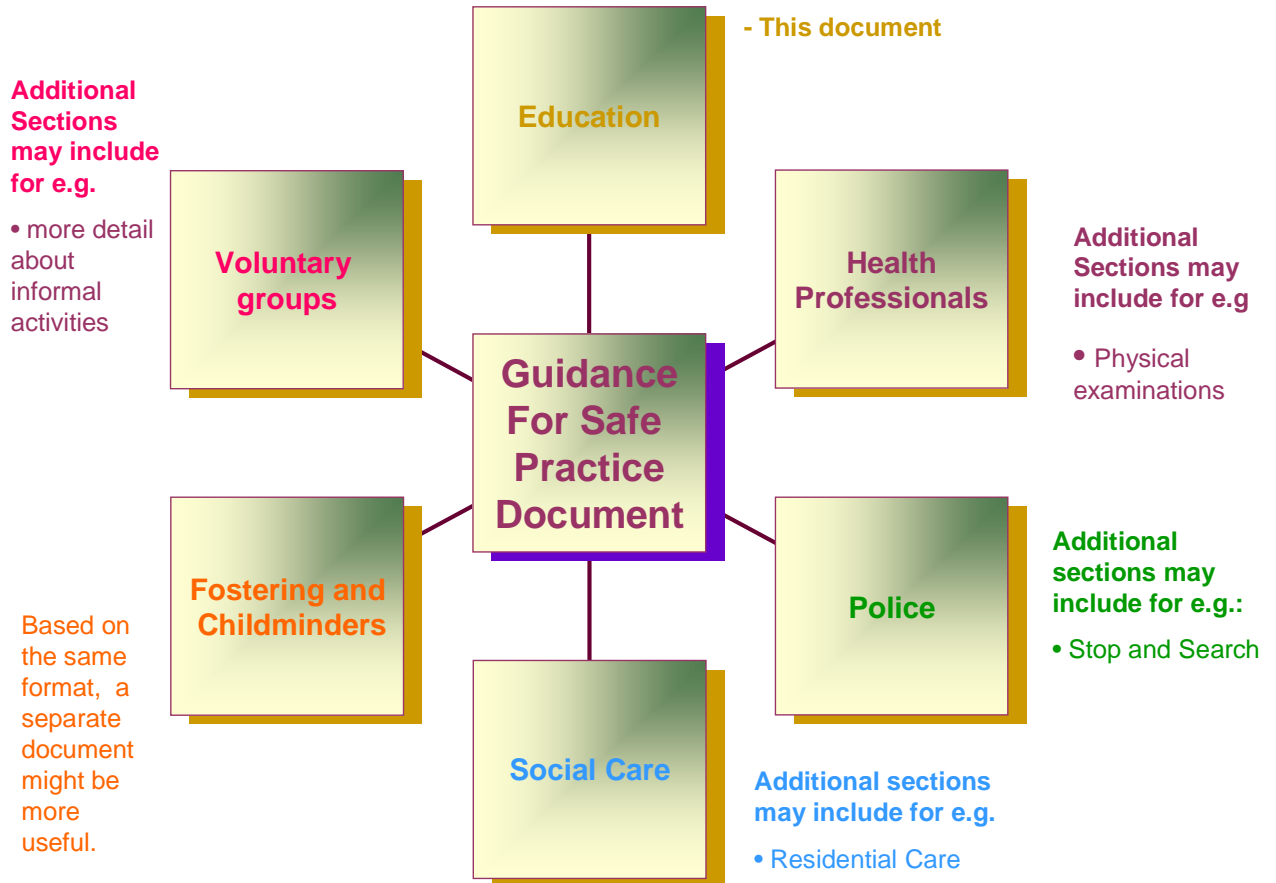 - This document
Education
Additional
Sections
may include
for e.g.
• more detail
about
informal
activities
Voluntary
groups
Health
Professionals
Additional
Sections may
include for e.g
• Physical
examinations
Guidance
For Safe
Practice
Document
Fostering and
Childminders
Based on
the same
format, a
separate
document
might be
more
useful.
Police
Additional
sections may
include for e.g.:
• Stop and Search
Social Care
Additional sections
may include for e.g.
• Residential Care